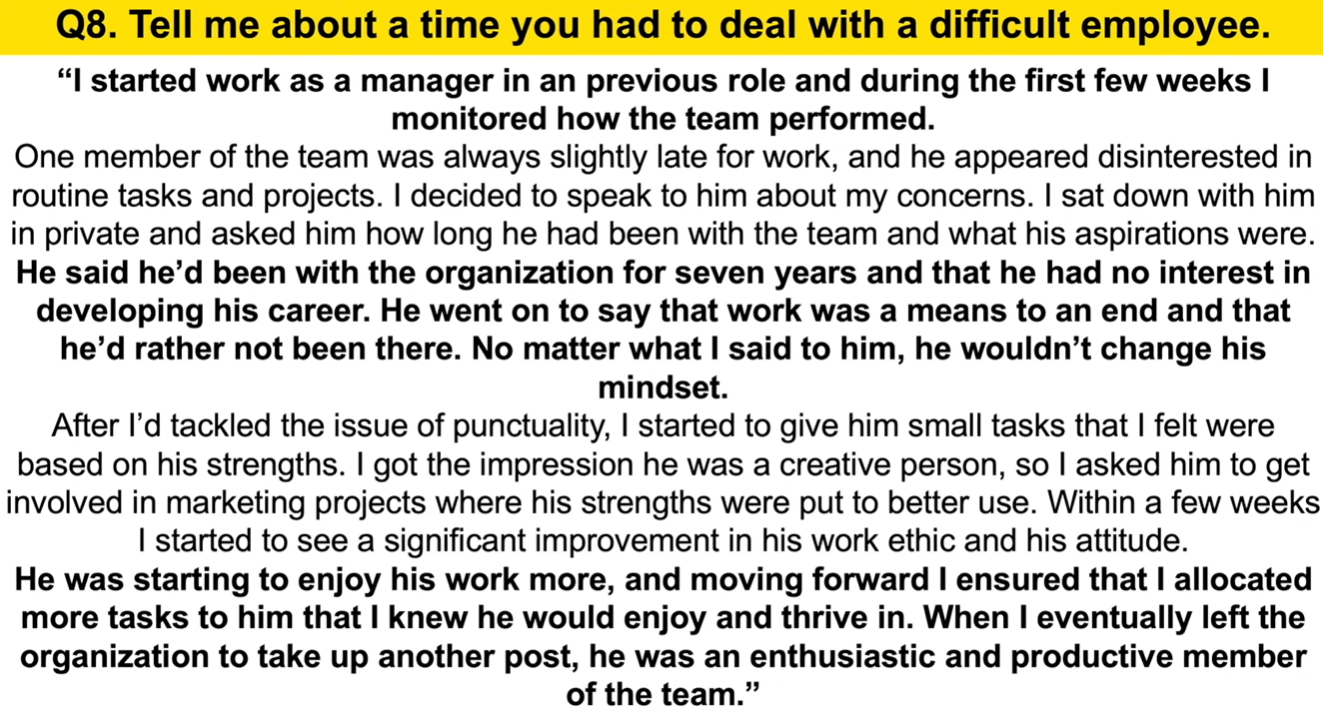 Q8. Tell me about a time you had to deal with a difficult employee.
“I started work as a manager in an previous role and during the first few weeks I
monitored how the team performed.
One member of the team was always slightly late for work, and he appeared disinterested in
routine tasks and projects. I decided to speak to him about my concerns. I sat down with him
in private and asked him how long he had been with the team and what his aspirations were.
He said he’d been with the organization for seven years and that he had no interest in
developing his career. He went on to say that work was a means to an end and that
he’d rather not been there. No matter what I said to him, he wouldn’t change his
mindset.
After I’d tackled the issue of punctuality, I started to give him small tasks that I felt were
based on his strengths. I got the impression he was a creative person, so I asked him to get
involved in marketing projects where his strengths were put to better use. Within a few weeks
I started to see a significant improvement in his work ethic and his attitude.
He was starting to enjoy his work more, and moving forward I ensured that I allocated
more tasks to him that I knew he would enjoy and thrive in. When I eventually left the
organization to take up another post, he was an enthusiastic and productive member
of the team.”